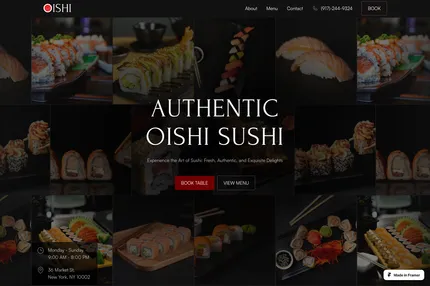 OISHI
About
Menu
Contact
(917)-244-9324
BOOK
AUTHENTIC
OISHI SUSHI
Experience the Art of Sushi: Fresh, Authentic, and Exquisite Delights
BOOK TABLE
VIEW MENU
Monday - Sunday
9:00 AM - 8:00 PM
36 Market St,
New York, NY 10002
Made in Framer